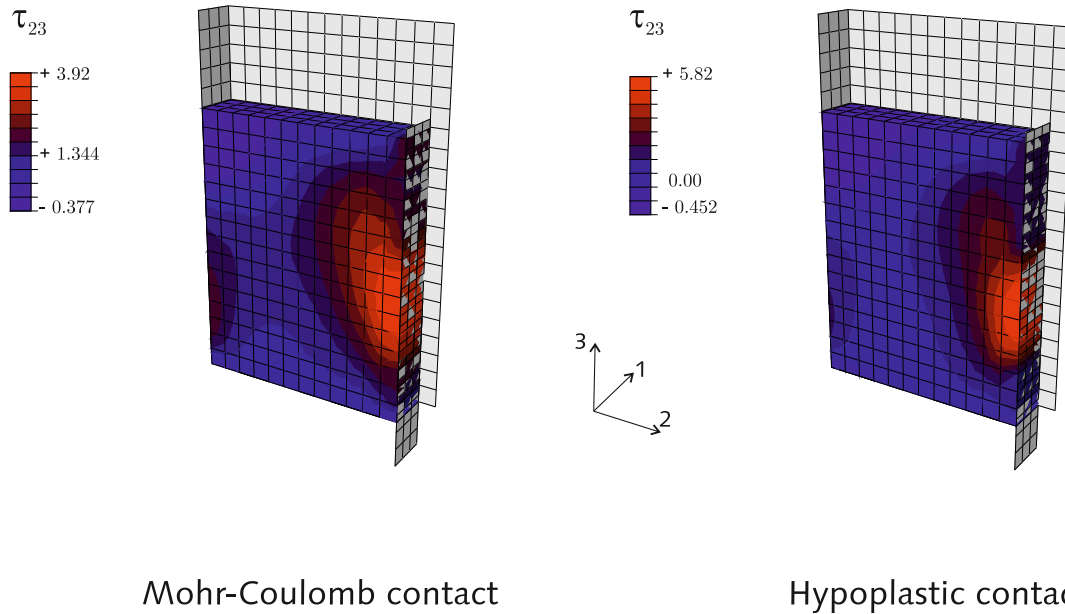 τ23
+ 3.92
+ 1.344
- 0.377
τ23
+ 5.82
0.00
- 0.452
3
1
2
Mohr-Coulomb contact
Hypoplastic contac